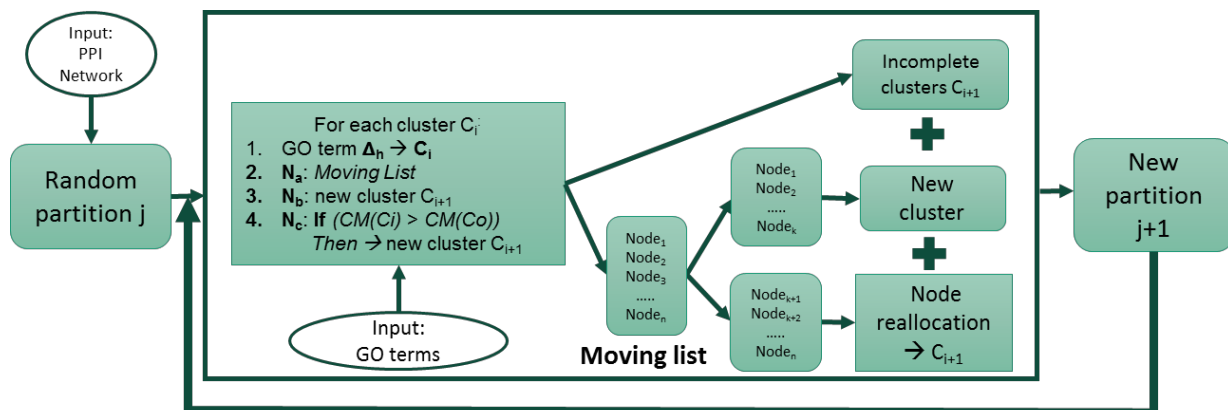 Input:
PPI
Network
Random
partition j
For each cluster Cᵢ:
1. GO term Δₕ → Cᵢ
2. Nₐ: Moving List
3. N_b: new cluster Cᵢ₊₁
4. N_c: If (CM(Ci) > CM(Co))
Then → new cluster Cᵢ₊₁
Input:
GO terms
Node₁
Node₂
Node₃
.....
Nodeₙ
Moving list
Node₁
Node₂
.....
Nodeₖ
Nodeₖ₊₁
Nodeₖ₊₂
.....
Nodeₙ
Incomplete
clusters Cᵢ₊₁
New
cluster
Node
reallocation
→ Cᵢ₊₁
New
partition
j+1